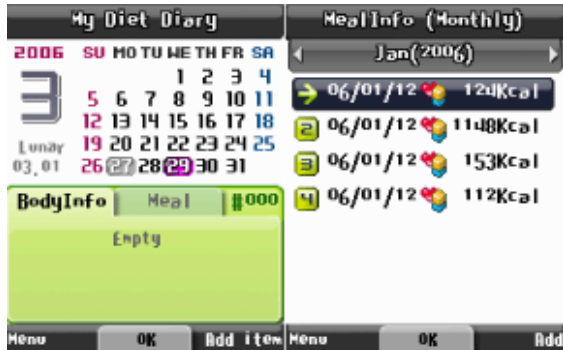 My Diet Diary
2006 SU MO TU WE TH FR SA
3
1 2 3 4
5 6 7 8 9 10 11
12 13 14 15 16 17 18
Lunar 19 20 21 22 23 24 25
03.01 26 27 28 29 30 31
BodyInfo Meal #000
Empty
Menu OK Add item
MealInfo (Monthly)
Jan(2006)
06/01/12 124Kcal
2 06/01/12 1148Kcal
3 06/01/12 153Kcal
4 06/01/12 112Kcal
Menu OK Add